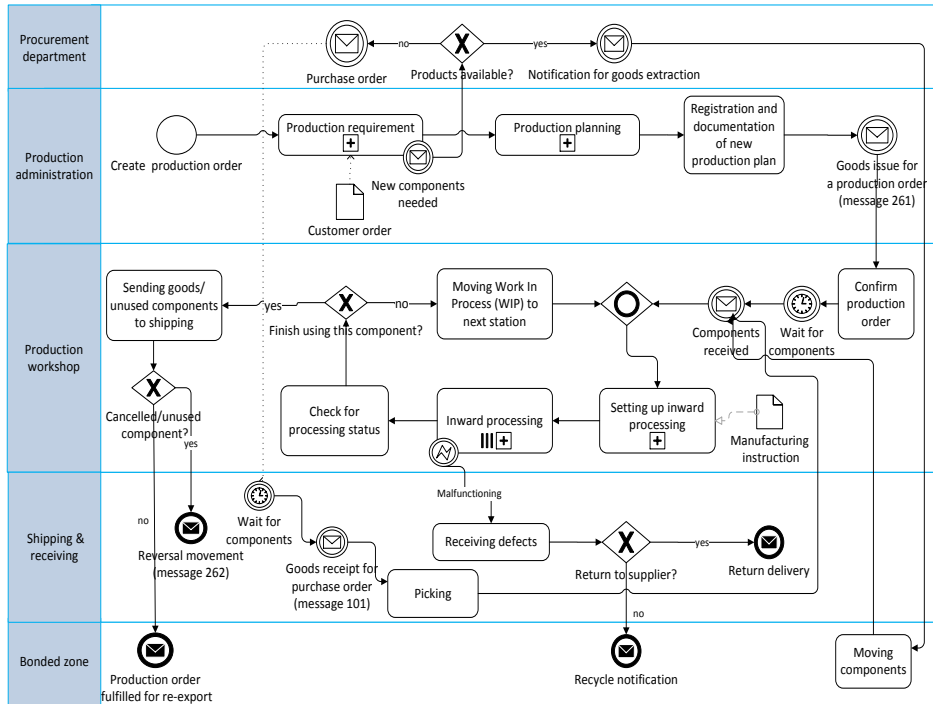 Procurement
department
no
yes
Purchase order
Products available?
Notification for goods extraction
Production
administration
Create production order
Production requirement
New components
needed
Customer order
Production planning
Registration and
documentation
of new
production plan
Goods issue for
a production order
(message 261)
Production
workshop
Sending goods/
unused components
to shipping
yes
Finish using this component?
no
Moving Work In
Process (WIP) to
next station
Components
received
Wait for
components
Confirm
production
order
Cancelled/unused
component?
yes
Check for
processing status
Inward processing
Setting up inward
processing
Manufacturing
instruction
Shipping &
receiving
no
Reversal movement
(message 262)
Wait for
components
Goods receipt for
purchase order
(message 101)
Picking
Malfunctioning
Receiving defects
Return to supplier?
yes
Return delivery
no
Bonded zone
Production order
fulfilled for re-export
Recycle notification
Moving
components